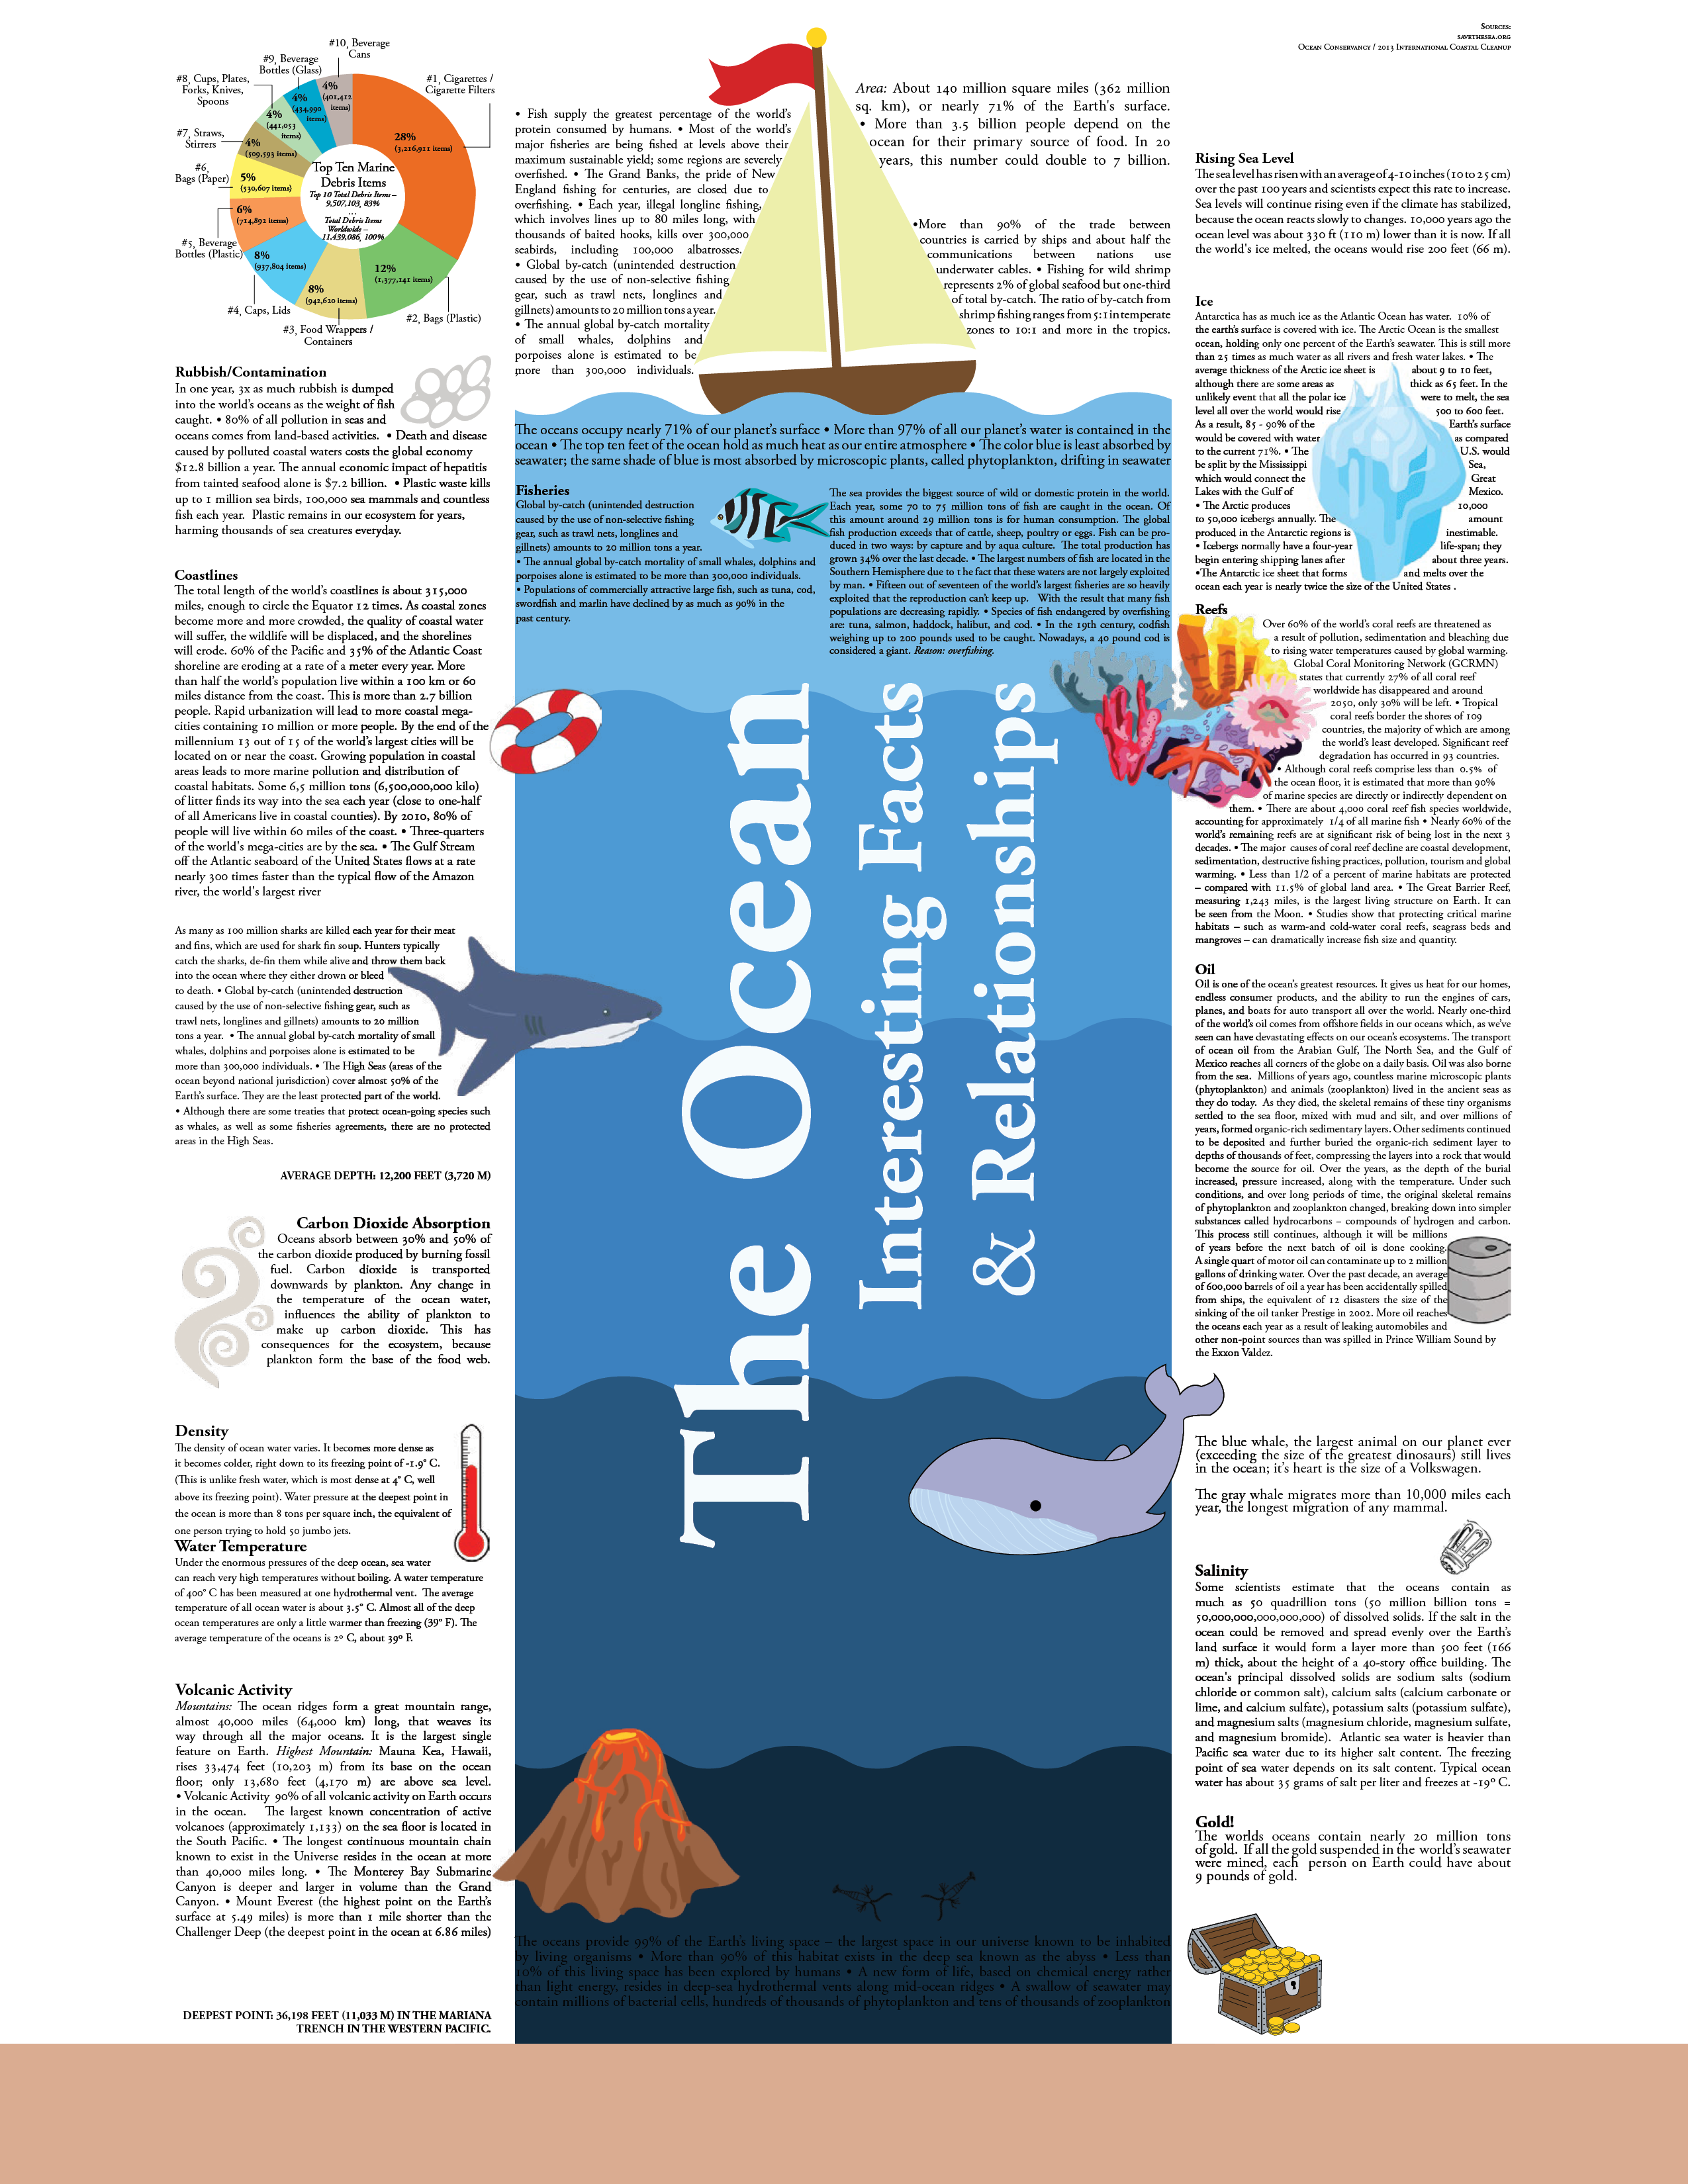 Sources:
savethesea.org
Ocean Conservancy / 2013 International Coastal Cleanup
#10, Beverage
Cans
#9, Beverage
Bottles (Glass)
#8, Cups, Plates,
Forks, Knives,
Spoons
#7, Straws,
Stirrers
#6,
Bags (Paper)
#5, Beverage
Bottles (Plastic)
#4, Caps, Lids
#3, Food Wrappers /
Containers
#2, Bags (Plastic)
#1, Cigarettes /
Cigarette Filters
28%
(3,216,911 items)
12%
(1,377,141 items)
8%
(942,620 items)
8%
(937,804 items)
6%
(714,892 items)
5%
(530,607 items)
4%
(509,593 items)
4%
(441,053
items)
4%
(434,990
items)
4%
(401,412
items)
Top Ten Marine
Debris Items
Top 10 Total Debris Items –
9,507,103, 83%
...
Total Debris Items
Worldwide –
11,439,086, 100%
Rubbish/Contamination
In one year, 3x as much rubbish is dumped
into the world's oceans as the weight of fish
caught. • 80% of all pollution in seas and
oceans comes from land-based activities. • Death and disease
caused by polluted coastal waters costs the global economy
$12.8 billion a year. The annual economic impact of hepatitis
from tainted seafood alone is $7.2 billion. • Plastic waste kills
up to 1 million sea birds, 100,000 sea mammals and countless
fish each year. Plastic remains in our ecosystem for years,
harming thousands of sea creatures everyday.
Coastlines
The total length of the world's coastlines is about 315,000
miles, enough to circle the Equator 12 times. As coastal zones
become more and more crowded, the quality of coastal water
will suffer, the wildlife will be displaced, and the shorelines
will erode. 60% of the Pacific and 35% of the Atlantic Coast
shoreline are eroding at a rate of a meter every year. More
than half the world's population live within a 100 km or 60
miles distance from the coast. This is more than 2.7 billion
people. Rapid urbanization will lead to more coastal mega-
cities containing 10 million or more people. By the end of the
millennium 13 out of 15 of the world's largest cities will be
located on or near the coast. Growing population in coastal
areas leads to more marine pollution and distribution of
coastal habitats. Some 6,5 million tons (6,500,000,000 kilo)
of litter finds its way into the sea each year (close to one-half
of all Americans live in coastal counties). By 2010, 80% of
people will live within 60 miles of the coast. • Three-quarters
of the world's mega-cities are by the sea. • The Gulf Stream
off the Atlantic seaboard of the United States flows at a rate
nearly 300 times faster than the typical flow of the Amazon
river, the world's largest river
As many as 100 million sharks are killed each year for their meat
and fins, which are used for shark fin soup. Hunters typically
catch the sharks, de-fin them while alive and throw them back
into the ocean where they either drown or bleed
to death. • Global by-catch (unintended destruction
caused by the use of non-selective fishing gear, such as
trawl nets, longlines and gillnets) amounts to 20 million
tons a year. • The annual global by-catch mortality of small
whales, dolphins and porpoises alone is estimated to be
more than 300,000 individuals. • The High Seas (areas of the
ocean beyond national jurisdiction) cover almost 50% of the
Earth's surface. They are the least protected part of the world.
• Although there are some treaties that protect ocean-going species such
as whales, as well as some fisheries agreements, there are no protected
areas in the High Seas.
AVERAGE DEPTH: 12,200 FEET (3,720 M)
Carbon Dioxide Absorption
Oceans absorb between 30% and 50% of
the carbon dioxide produced by burning fossil
fuel. Carbon dioxide is transported
downwards by plankton. Any change in
the temperature of the ocean water,
influences the ability of plankton to
make up carbon dioxide. This has
consequences for the ecosystem, because
plankton form the base of the food web.
Density
The density of ocean water varies. It becomes more dense as
it becomes colder, right down to its freezing point of -1.9° C.
(This is unlike fresh water, which is most dense at 4° C, well
above its freezing point). Water pressure at the deepest point in
the ocean is more than 8 tons per square inch, the equivalent of
one person trying to hold 50 jumbo jets.
Water Temperature
Under the enormous pressures of the deep ocean, sea water
can reach very high temperatures without boiling. A water temperature
of 400° C has been measured at one hydrothermal vent. The average
temperature of all ocean water is about 3.5° C. Almost all of the deep
ocean temperatures are only a little warmer than freezing (39° F). The
average temperature of the oceans is 2º C, about 39º F.
Volcanic Activity
Mountains: The ocean ridges form a great mountain range,
almost 40,000 miles (64,000 km) long, that weaves its
way through all the major oceans. It is the largest single
feature on Earth. Highest Mountain: Mauna Kea, Hawaii,
rises 33,474 feet (10,203 m) from its base on the ocean
floor; only 13,680 feet (4,170 m) are above sea level.
• Volcanic Activity 90% of all volcanic activity on Earth occurs
in the ocean. The largest known concentration of active
volcanoes (approximately 1,133) on the sea floor is located in
the South Pacific. • The longest continuous mountain chain
known to exist in the Universe resides in the ocean at more
than 40,000 miles long. • The Monterey Bay Submarine
Canyon is deeper and larger in volume than the Grand
Canyon. • Mount Everest (the highest point on the Earth's
surface at 5.49 miles) is more than 1 mile shorter than the
Challenger Deep (the deepest point in the ocean at 6.86 miles)
DEEPEST POINT: 36,198 FEET (11,033 M) IN THE MARIANA
TRENCH IN THE WESTERN PACIFIC.
• Fish supply the greatest percentage of the world's
protein consumed by humans. • Most of the world's
major fisheries are being fished at levels above their
maximum sustainable yield; some regions are severely
overfished. • The Grand Banks, the pride of New
England fishing for centuries, are closed due to
overfishing. • Each year, illegal longline fishing,
which involves lines up to 80 miles long, with
thousands of baited hooks, kills over 300,000
seabirds, including 100,000 albatrosses.
• Global by-catch (unintended destruction
caused by the use of non-selective fishing
gear, such as trawl nets, longlines and
gillnets) amounts to 20 million tons a year.
• The annual global by-catch mortality
of small whales, dolphins and
porpoises alone is estimated to be
more than 300,000 individuals.
Area: About 140 million square miles (362 million
sq. km), or nearly 71% of the Earth's surface.
• More than 3.5 billion people depend on the
ocean for their primary source of food. In 20
years, this number could double to 7 billion.
•More than 90% of the trade between
countries is carried by ships and about half the
communications between nations use
underwater cables. • Fishing for wild shrimp
represents 2% of global seafood but one-third
of total by-catch. The ratio of by-catch from
shrimp fishing ranges from 5:1 in temperate
zones to 10:1 and more in the tropics.
The oceans occupy nearly 71% of our planet's surface • More than 97% of all our planet's water is contained in the
ocean • The top ten feet of the ocean hold as much heat as our entire atmosphere • The color blue is least absorbed by
seawater; the same shade of blue is most absorbed by microscopic plants, called phytoplankton, drifting in seawater
Fisheries
Global by-catch (unintended destruction
caused by the use of non-selective fishing
gear, such as trawl nets, longlines and
gillnets) amounts to 20 million tons a year.
• The annual global by-catch mortality of small whales, dolphins and
porpoises alone is estimated to be more than 300,000 individuals.
• Populations of commercially attractive large fish, such as tuna, cod,
swordfish and marlin have declined by as much as 90% in the
past century.
The sea provides the biggest source of wild or domestic protein in the world.
Each year, some 70 to 75 million tons of fish are caught in the ocean. Of
this amount around 29 million tons is for human consumption. The global
fish production exceeds that of cattle, sheep, poultry or eggs. Fish can be pro-
duced in two ways: by capture and by aqua culture. The total production has
grown 34% over the last decade. • The largest numbers of fish are located in the
Southern Hemisphere due to t he fact that these waters are not largely exploited
by man. • Fifteen out of seventeen of the world's largest fisheries are so heavily
exploited that the reproduction can't keep up. With the result that many fish
populations are decreasing rapidly. • Species of fish endangered by overfishing
are: tuna, salmon, haddock, halibut, and cod. • In the 19th century, codfish
weighing up to 200 pounds used to be caught. Nowadays, a 40 pound cod is
considered a giant. Reason: overfishing.
The Ocean
Interesting Facts
& Relationships
The oceans provide 99% of the Earth's living space – the largest space in our universe known to be inhabited
by living organisms • More than 90% of this habitat exists in the deep sea known as the abyss • Less than
10% of this living space has been explored by humans • A new form of life, based on chemical energy rather
than light energy, resides in deep-sea hydrothermal vents along mid-ocean ridges • A swallow of seawater may
contain millions of bacterial cells, hundreds of thousands of phytoplankton and tens of thousands of zooplankton
Rising Sea Level
The sea level has risen with an average of 4-10 inches (10 to 25 cm)
over the past 100 years and scientists expect this rate to increase.
Sea levels will continue rising even if the climate has stabilized,
because the ocean reacts slowly to changes. 10,000 years ago the
ocean level was about 330 ft (110 m) lower than it is now. If all
the world's ice melted, the oceans would rise 200 feet (66 m).
Ice
Antarctica has as much ice as the Atlantic Ocean has water. 10% of
the earth's surface is covered with ice. The Arctic Ocean is the smallest
ocean, holding only one percent of the Earth's seawater. This is still more
than 25 times as much water as all rivers and fresh water lakes. • The
average thickness of the Arctic ice sheet is about 9 to 10 feet,
although there are some areas as thick as 65 feet. In the
unlikely event that all the polar ice were to melt, the sea
level all over the world would rise 500 to 600 feet.
As a result, 85 - 90% of the Earth's surface
would be covered with water as compared
to the current 71%. • The U.S. would
be split by the Mississippi Sea,
which would connect the Great
Lakes with the Gulf of Mexico.
• The Arctic produces 10,000
to 50,000 icebergs annually. The amount
produced in the Antarctic regions is inestimable.
• Icebergs normally have a four-year life-span; they
begin entering shipping lanes after about three years.
•The Antarctic ice sheet that forms and melts over the
ocean each year is nearly twice the size of the United States .
Reefs
Over 60% of the world's coral reefs are threatened as
a result of pollution, sedimentation and bleaching due
to rising water temperatures caused by global warming.
Global Coral Monitoring Network (GCRMN)
states that currently 27% of all coral reef
worldwide has disappeared and around
2050, only 30% will be left. • Tropical
coral reefs border the shores of 109
countries, the majority of which are among
the world's least developed. Significant reef
degradation has occurred in 93 countries.
• Although coral reefs comprise less than 0.5% of
the ocean floor, it is estimated that more than 90%
of marine species are directly or indirectly dependent on
them. • There are about 4,000 coral reef fish species worldwide,
accounting for approximately 1/4 of all marine fish • Nearly 60% of the
world's remaining reefs are at significant risk of being lost in the next 3
decades. • The major causes of coral reef decline are coastal development,
sedimentation, destructive fishing practices, pollution, tourism and global
warming. • Less than 1/2 of a percent of marine habitats are protected
– compared with 11.5% of global land area. • The Great Barrier Reef,
measuring 1,243 miles, is the largest living structure on Earth. It can
be seen from the Moon. • Studies show that protecting critical marine
habitats – such as warm-and cold-water coral reefs, seagrass beds and
mangroves – can dramatically increase fish size and quantity.
Oil
Oil is one of the ocean's greatest resources. It gives us heat for our homes,
endless consumer products, and the ability to run the engines of cars,
planes, and boats for auto transport all over the world. Nearly one-third
of the world's oil comes from offshore fields in our oceans which, as we've
seen can have devastating effects on our ocean's ecosystems. The transport
of ocean oil from the Arabian Gulf, The North Sea, and the Gulf of
Mexico reaches all corners of the globe on a daily basis. Oil was also borne
from the sea. Millions of years ago, countless marine microscopic plants
(phytoplankton) and animals (zooplankton) lived in the ancient seas as
they do today. As they died, the skeletal remains of these tiny organisms
settled to the sea floor, mixed with mud and silt, and over millions of
years, formed organic-rich sedimentary layers. Other sediments continued
to be deposited and further buried the organic-rich sediment layer to
depths of thousands of feet, compressing the layers into a rock that would
become the source for oil. Over the years, as the depth of the burial
increased, pressure increased, along with the temperature. Under such
conditions, and over long periods of time, the original skeletal remains
of phytoplankton and zooplankton changed, breaking down into simpler
substances called hydrocarbons – compounds of hydrogen and carbon.
This process still continues, although it will be millions
of years before the next batch of oil is done cooking.
A single quart of motor oil can contaminate up to 2 million
gallons of drinking water. Over the past decade, an average
of 600,000 barrels of oil a year has been accidentally spilled
from ships, the equivalent of 12 disasters the size of the
sinking of the oil tanker Prestige in 2002. More oil reaches
the oceans each year as a result of leaking automobiles and
other non-point sources than was spilled in Prince William Sound by
the Exxon Valdez.
The blue whale, the largest animal on our planet ever
(exceeding the size of the greatest dinosaurs) still lives
in the ocean; it's heart is the size of a Volkswagen.
The gray whale migrates more than 10,000 miles each
year, the longest migration of any mammal.
Salinity
Some scientists estimate that the oceans contain as
much as 50 quadrillion tons (50 million billion tons =
50,000,000,000,000,000) of dissolved solids. If the salt in the
ocean could be removed and spread evenly over the Earth's
land surface it would form a layer more than 500 feet (166
m) thick, about the height of a 40-story office building. The
ocean's principal dissolved solids are sodium salts (sodium
chloride or common salt), calcium salts (calcium carbonate or
lime, and calcium sulfate), potassium salts (potassium sulfate),
and magnesium salts (magnesium chloride, magnesium sulfate,
and magnesium bromide). Atlantic sea water is heavier than
Pacific sea water due to its higher salt content. The freezing
point of sea water depends on its salt content. Typical ocean
water has about 35 grams of salt per liter and freezes at -19º C.
Gold!
The worlds oceans contain nearly 20 million tons
of gold. If all the gold suspended in the world's seawater
were mined, each person on Earth could have about
9 pounds of gold.